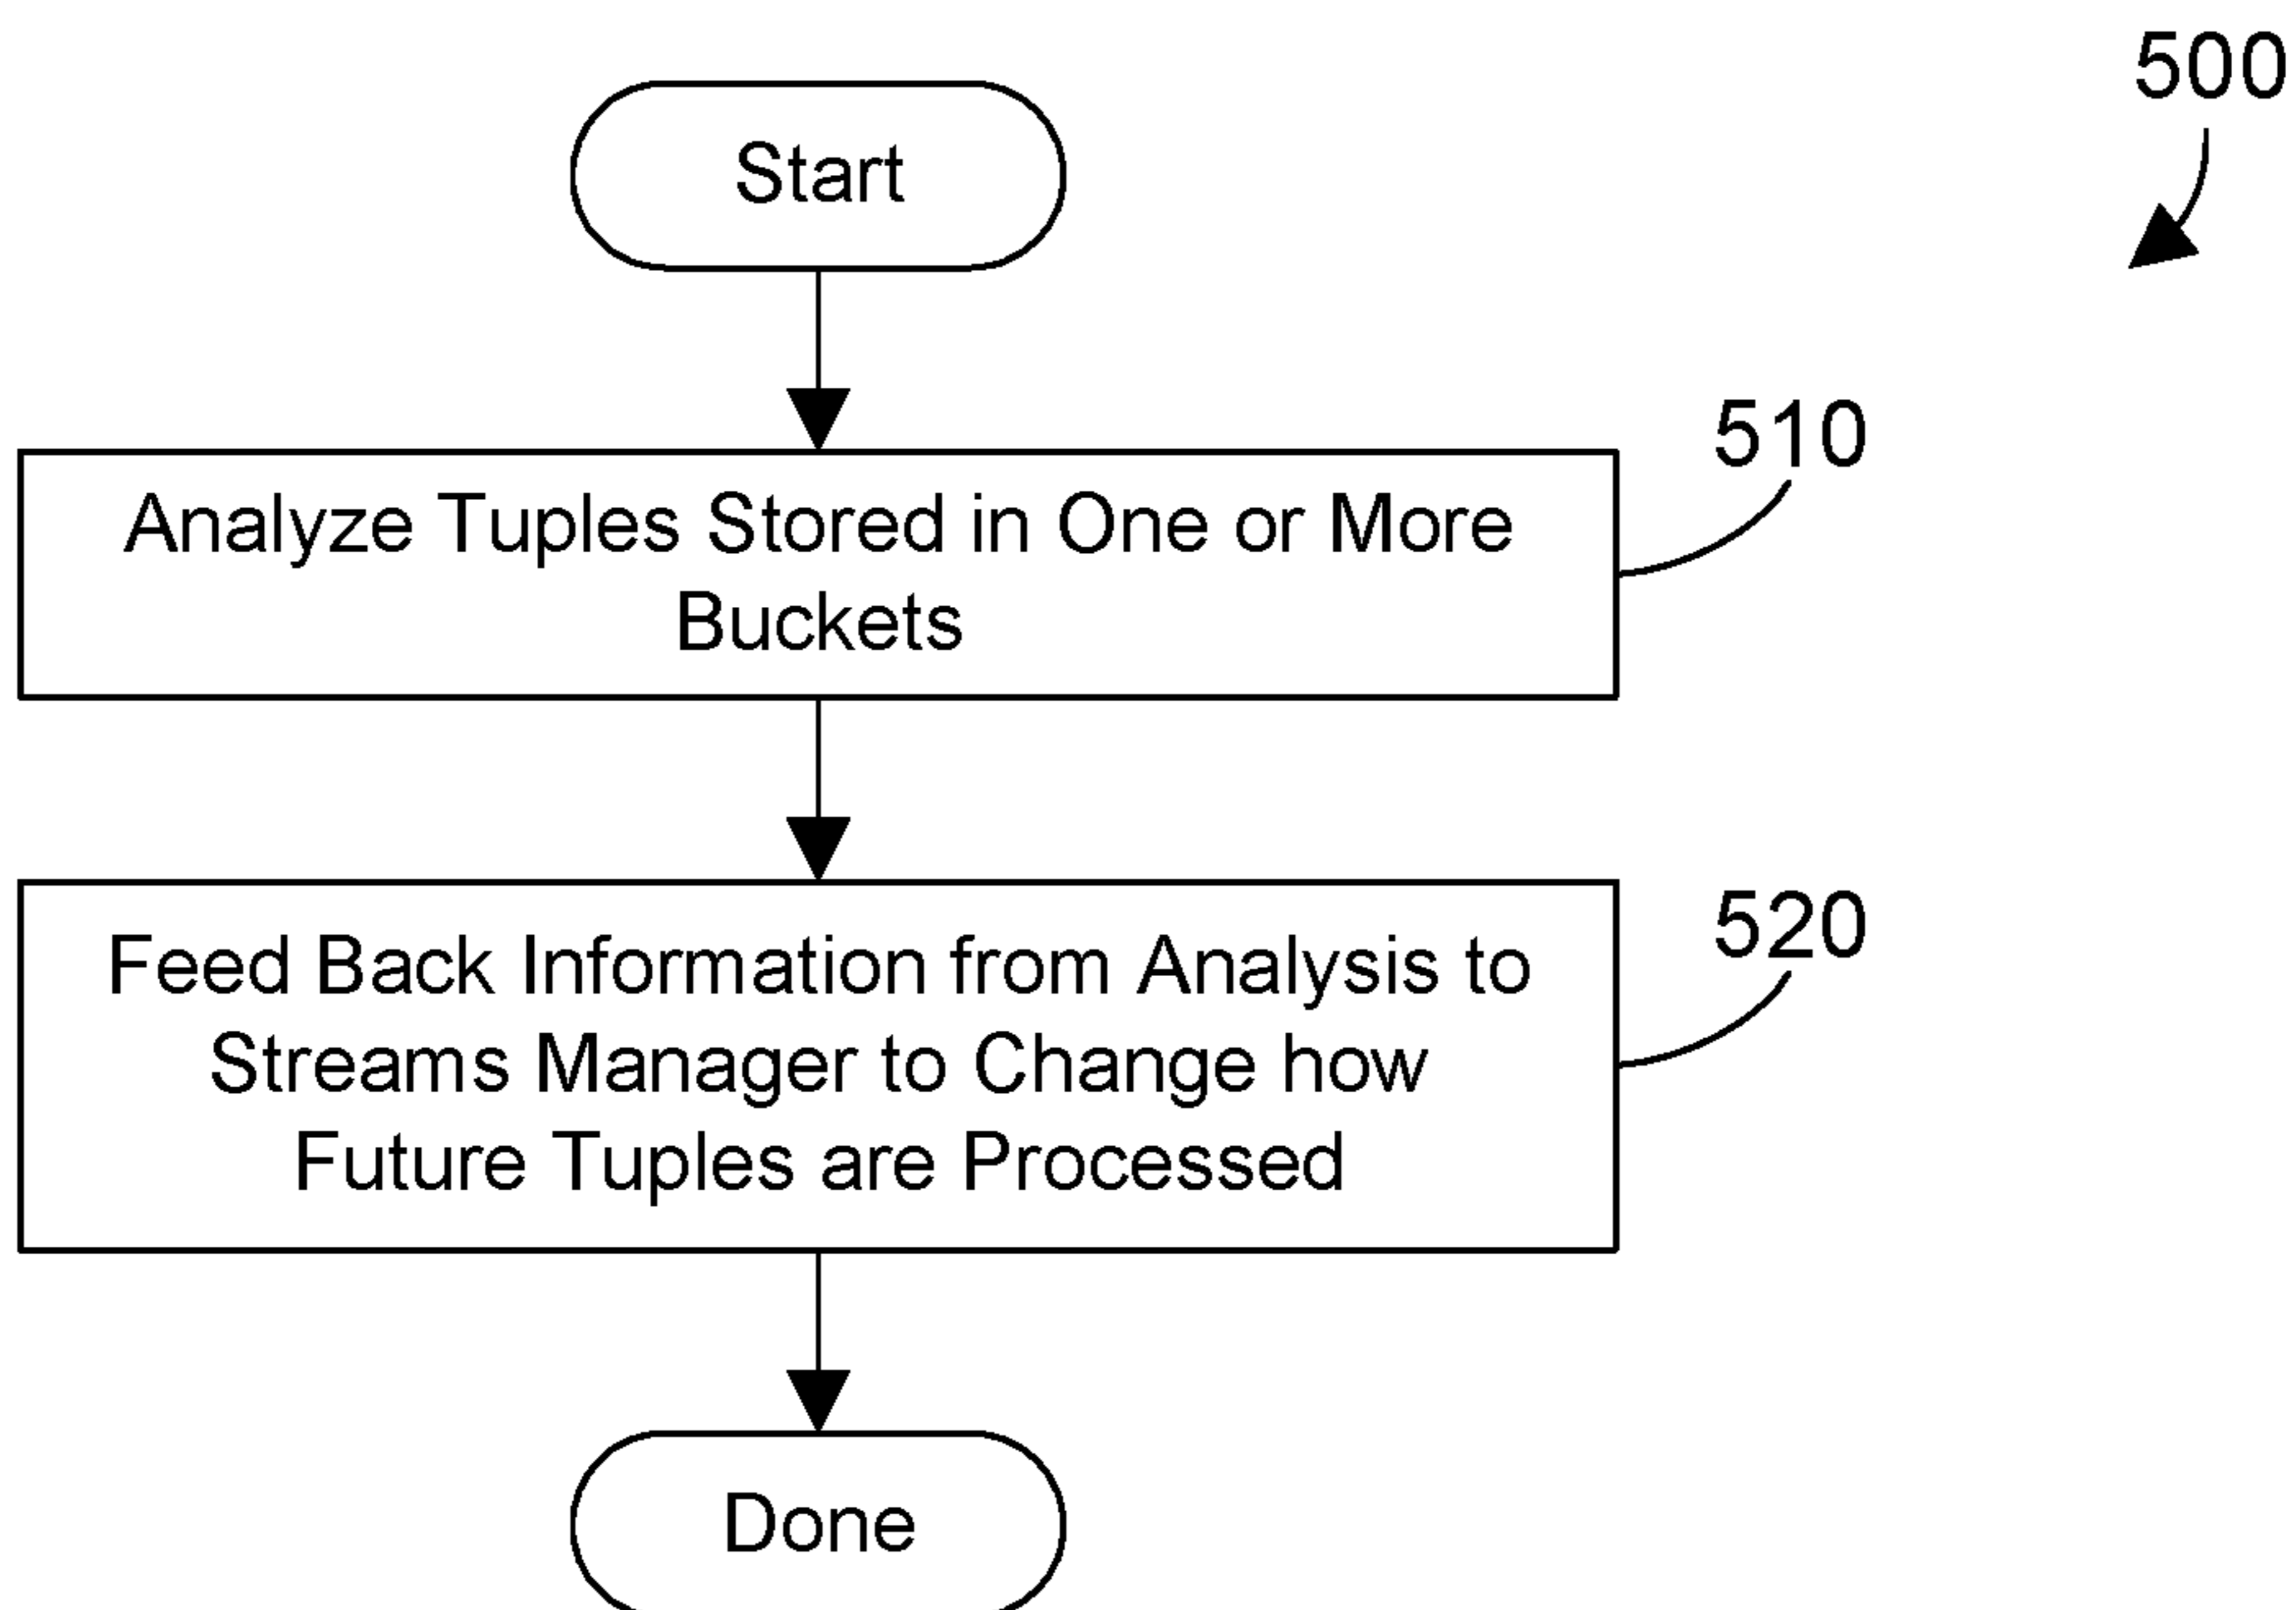 500
Start
510
Analyze Tuples Stored in One or More
Buckets
520
Feed Back Information from Analysis to
Streams Manager to Change how
Future Tuples are Processed
Done